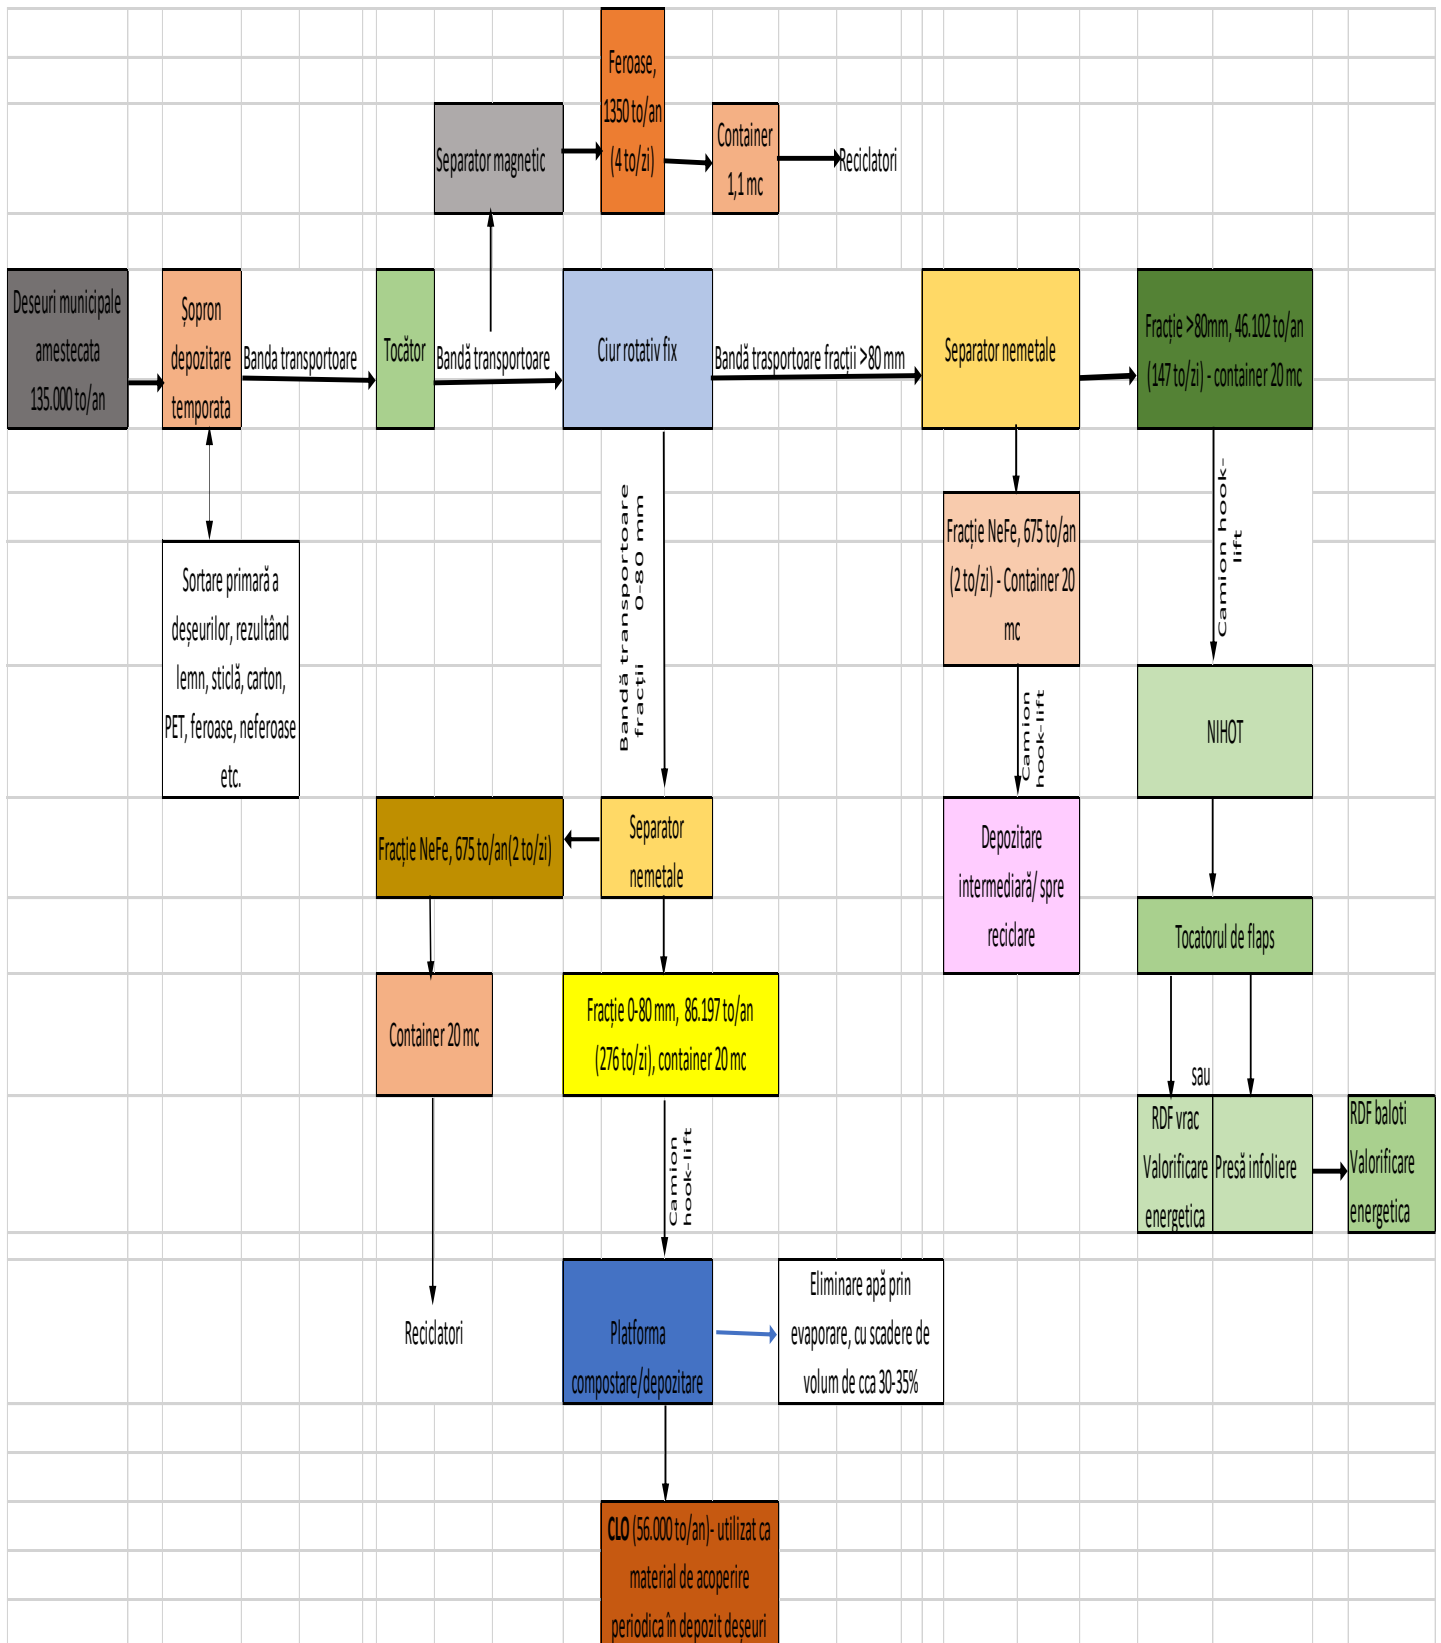 Feroase,
1350 to/an
(4 to/zi)
Separator magnetic
Container
1,1 mc
Reciclatori
Deseuri municipale
amestecata
135.000 to/an
Șopron
depozitare
temporata
Banda transportoare
Tocător
Bandă transportoare
Ciur rotativ fix
Bandă trasportoare fracții >80 mm
Separator nemetale
Fracție >80mm, 46.102 to/an
(147 to/zi) - container 20 mc
Sortare primară a
deșeurilor, rezultând
lemn, sticlă, carton,
PET, feroase, neferoase
etc.
Bandă transportoare
fracții 0-80 mm
Fracție NeFe, 675 to/an
(2 to/zi) - Container 20
mc
Camion hook-
lift
Camion
hook-lift
NIHOT
Fracție NeFe, 675 to/an(2 to/zi)
Separator
nemetale
Depozitare
intermediară/ spre
reciclare
Tocatorul de flaps
Container 20 mc
Fracție 0-80 mm, 86.197 to/an
(276 to/zi), container 20 mc
sau
Camion
hook-lift
RDF vrac
Valorificare
energetica
Presă infoliere
RDF baloti
Valorificare
energetica
Reciclatori
Platforma
compostare/depozitare
Eliminare apă prin
evaporare, cu scadere de
volum de cca 30-35%
CLO (56.000 to/an)- utilizat ca
material de acoperire
periodica în depozit deșeuri